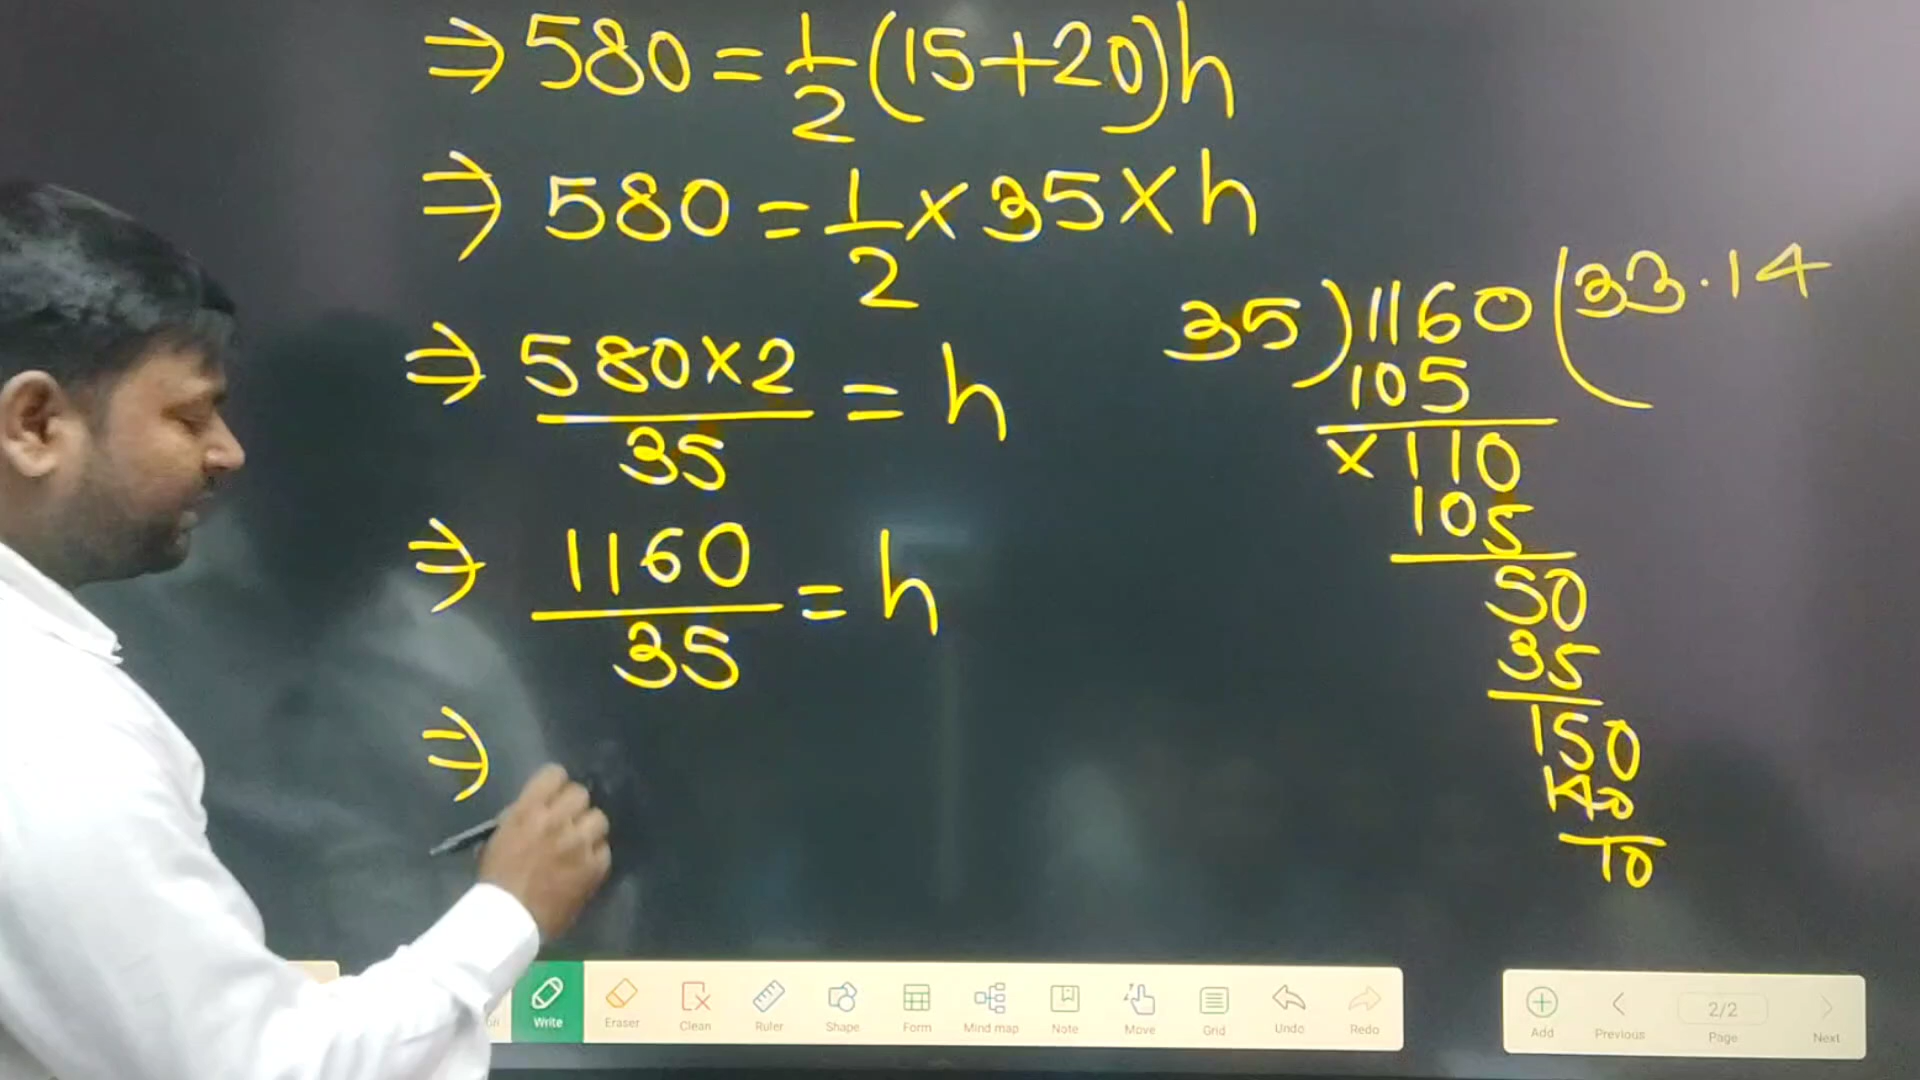 ⇒ 580 = 1/2 (15+20)h
⇒ 580 = 1/2 × 35 × h
⇒ 580×2/35 = h
⇒ 1160/35 = h
⇒
35)1160(33.14
105
×110
105
50
35
150
140
10
Write
Eraser
Clean
Ruler
Shape
Form
Mind map
Note
Move
Grid
Undo
Redo
Add
Previous
2/2
Page
Next